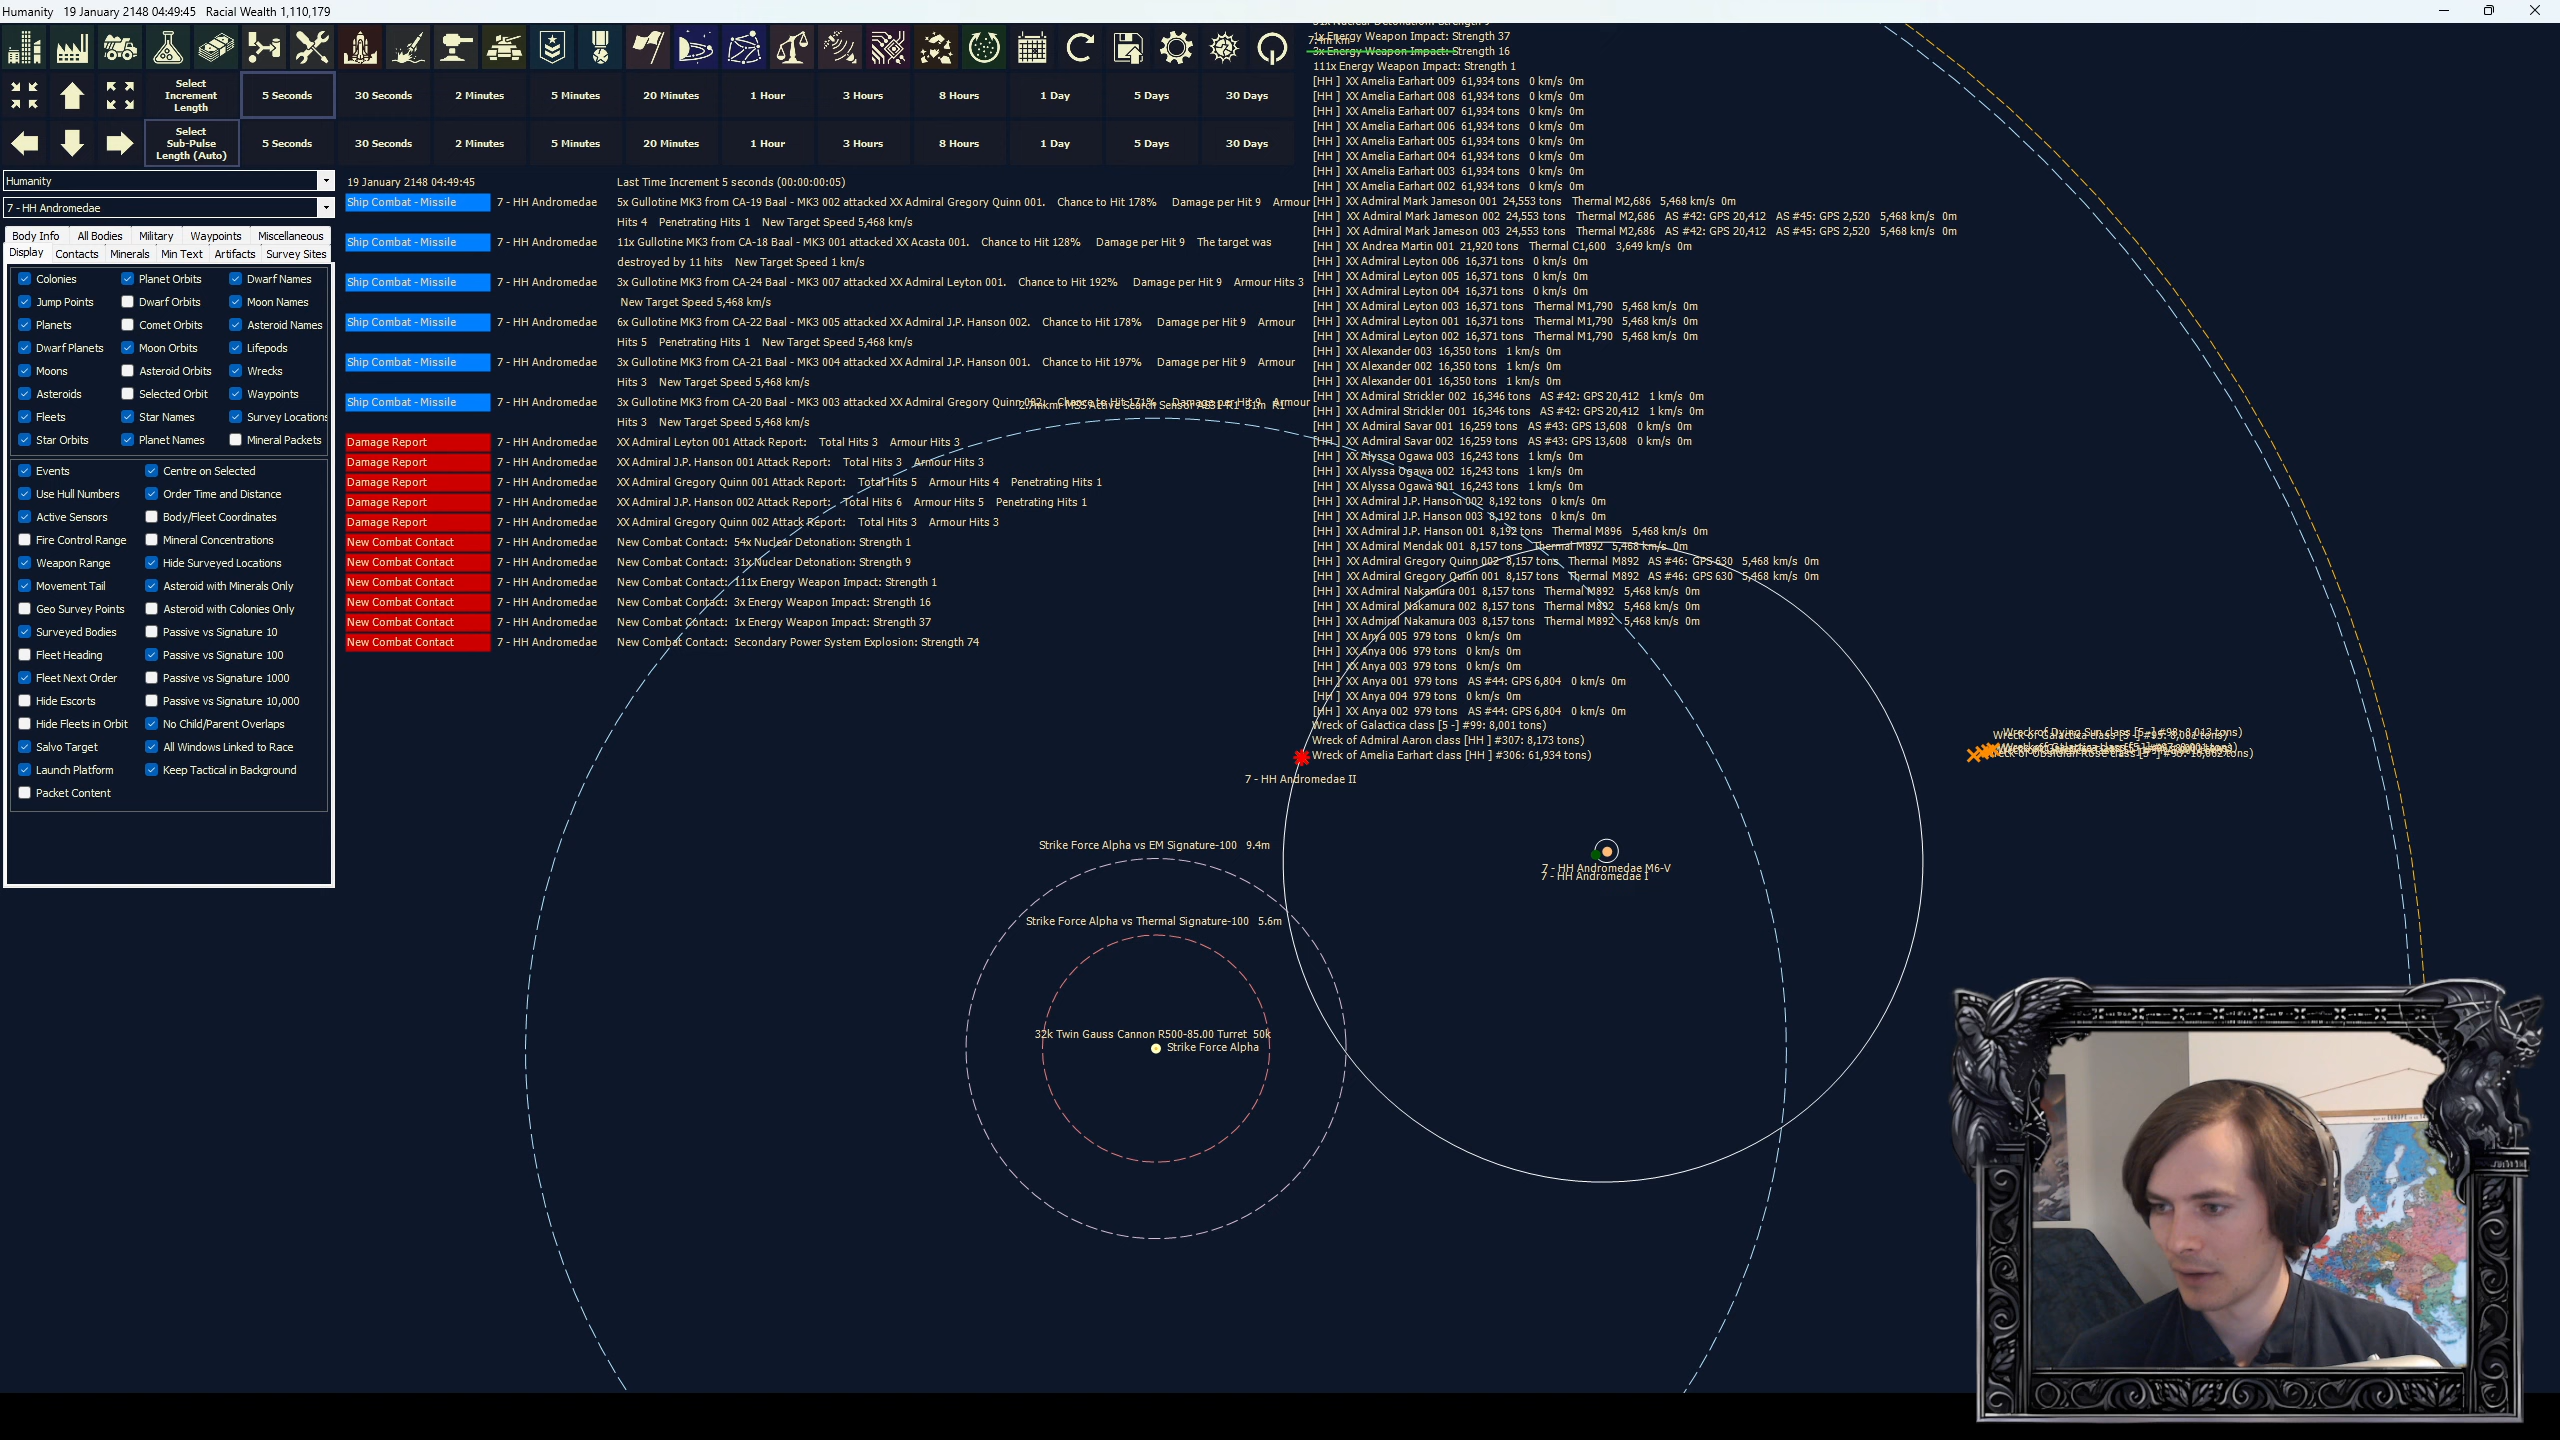 Humanity 19 January 2148 04:49:45 Racial Wealth 1,110,179
Select Increment Length
5 Seconds
30 Seconds
2 Minutes
5 Minutes
20 Minutes
1 Hour
3 Hours
8 Hours
1 Day
5 Days
30 Days
Select Sub-Pulse Length (Auto)
5 Seconds
30 Seconds
2 Minutes
5 Minutes
20 Minutes
1 Hour
3 Hours
8 Hours
1 Day
5 Days
30 Days
Humanity
7 - HH Andromedae
Body Info All Bodies Military Waypoints Miscellaneous
Display Contacts Minerals Min Text Artifacts Survey Sites
Colonies Planet Orbits Dwarf Names
Jump Points Dwarf Orbits Moon Names
Planets Comet Orbits Asteroid Names
Dwarf Planets Moon Orbits Lifepods
Moons Asteroid Orbits Wrecks
Asteroids Selected Orbit Waypoints
Fleets Star Names Survey Locations
Star Orbits Planet Names Mineral Packets
Events Centre on Selected
Use Hull Numbers Order Time and Distance
Active Sensors Body/Fleet Coordinates
Fire Control Range Mineral Concentrations
Weapon Range Hide Surveyed Locations
Movement Tail Asteroid with Minerals Only
Geo Survey Points Asteroid with Colonies Only
Surveyed Bodies Passive vs Signature 10
Fleet Heading Passive vs Signature 100
Fleet Next Order Passive vs Signature 1000
Hide Escorts Passive vs Signature 10,000
Hide Fleets in Orbit No Child/Parent Overlaps
Salvo Target All Windows Linked to Race
Launch Platform Keep Tactical in Background
Packet Content
19 January 2148 04:49:45 Last Time Increment 5 seconds (00:00:00:05)
Ship Combat - Missile 7 - HH Andromedae 5x Gullotine MK3 from CA-19 Baal - MK3 002 attacked XX Admiral Gregory Quinn 001. Chance to Hit 178% Damage per Hit 9 Armour
Hits 4 Penetrating Hits 1 New Target Speed 5,468 km/s
Ship Combat - Missile 7 - HH Andromedae 11x Gullotine MK3 from CA-18 Baal - MK3 001 attacked XX Acasta 001. Chance to Hit 128% Damage per Hit 9 The target was
destroyed by 11 hits New Target Speed 1 km/s
Ship Combat - Missile 7 - HH Andromedae 3x Gullotine MK3 from CA-24 Baal - MK3 007 attacked XX Admiral Leyton 001. Chance to Hit 192% Damage per Hit 9 Armour Hits 3
New Target Speed 5,468 km/s
Ship Combat - Missile 7 - HH Andromedae 6x Gullotine MK3 from CA-22 Baal - MK3 005 attacked XX Admiral J.P. Hanson 002. Chance to Hit 178% Damage per Hit 9 Armour
Hits 5 Penetrating Hits 1 New Target Speed 5,468 km/s
Ship Combat - Missile 7 - HH Andromedae 3x Gullotine MK3 from CA-21 Baal - MK3 004 attacked XX Admiral J.P. Hanson 001. Chance to Hit 197% Damage per Hit 9 Armour
Hits 3 New Target Speed 5,468 km/s
Ship Combat - Missile 7 - HH Andromedae 3x Gullotine MK3 from CA-20 Baal - MK3 003 attacked XX Admiral Gregory Quinn 002. Chance to Hit 171% Damage per Hit 9 Armour
Hits 3 New Target Speed 5,468 km/s
Damage Report 7 - HH Andromedae XX Admiral Leyton 001 Attack Report: Total Hits 3 Armour Hits 3
Damage Report 7 - HH Andromedae XX Admiral J.P. Hanson 001 Attack Report: Total Hits 3 Armour Hits 3
Damage Report 7 - HH Andromedae XX Admiral Gregory Quinn 001 Attack Report: Total Hits 5 Armour Hits 4 Penetrating Hits 1
Damage Report 7 - HH Andromedae XX Admiral J.P. Hanson 002 Attack Report: Total Hits 6 Armour Hits 5 Penetrating Hits 1
Damage Report 7 - HH Andromedae XX Admiral Gregory Quinn 002 Attack Report: Total Hits 3 Armour Hits 3
New Combat Contact 7 - HH Andromedae New Combat Contact: 54x Nuclear Detonation: Strength 1
New Combat Contact 7 - HH Andromedae New Combat Contact: 31x Nuclear Detonation: Strength 9
New Combat Contact 7 - HH Andromedae New Combat Contact: 111x Energy Weapon Impact: Strength 1
New Combat Contact 7 - HH Andromedae New Combat Contact: 3x Energy Weapon Impact: Strength 16
New Combat Contact 7 - HH Andromedae New Combat Contact: 1x Energy Weapon Impact: Strength 37
New Combat Contact 7 - HH Andromedae New Combat Contact: Secondary Power System Explosion: Strength 74
31x Nuclear Detonation: Strength 9
1x Energy Weapon Impact: Strength 37
3x Energy Weapon Impact: Strength 16
111x Energy Weapon Impact: Strength 1
[HH ] XX Amelia Earhart 009 61,934 tons 0 km/s 0m
[HH ] XX Amelia Earhart 008 61,934 tons 0 km/s 0m
[HH ] XX Amelia Earhart 007 61,934 tons 0 km/s 0m
[HH ] XX Amelia Earhart 006 61,934 tons 0 km/s 0m
[HH ] XX Amelia Earhart 005 61,934 tons 0 km/s 0m
[HH ] XX Amelia Earhart 004 61,934 tons 0 km/s 0m
[HH ] XX Amelia Earhart 003 61,934 tons 0 km/s 0m
[HH ] XX Amelia Earhart 002 61,934 tons 0 km/s 0m
[HH ] XX Admiral Mark Jameson 001 24,553 tons Thermal M2,686 5,468 km/s 0m
[HH ] XX Admiral Mark Jameson 002 24,553 tons Thermal M2,686 AS #42: GPS 20,412 AS #45: GPS 2,520 5,468 km/s 0m
[HH ] XX Admiral Mark Jameson 003 24,553 tons Thermal M2,686 AS #42: GPS 20,412 AS #45: GPS 2,520 5,468 km/s 0m
[HH ] XX Andrea Martin 001 21,920 tons Thermal C1,600 3,649 km/s 0m
[HH ] XX Admiral Leyton 006 16,371 tons 0 km/s 0m
[HH ] XX Admiral Leyton 005 16,371 tons 0 km/s 0m
[HH ] XX Admiral Leyton 004 16,371 tons 0 km/s 0m
[HH ] XX Admiral Leyton 003 16,371 tons Thermal M1,790 5,468 km/s 0m
[HH ] XX Admiral Leyton 001 16,371 tons Thermal M1,790 5,468 km/s 0m
[HH ] XX Admiral Leyton 002 16,371 tons Thermal M1,790 5,468 km/s 0m
[HH ] XX Alexander 003 16,350 tons 1 km/s 0m
[HH ] XX Alexander 002 16,350 tons 1 km/s 0m
[HH ] XX Alexander 001 16,350 tons 1 km/s 0m
[HH ] XX Admiral Strickler 002 16,346 tons AS #42: GPS 20,412 1 km/s 0m
[HH ] XX Admiral Strickler 001 16,346 tons AS #42: GPS 20,412 1 km/s 0m
[HH ] XX Admiral Savar 001 16,259 tons AS #43: GPS 13,608 0 km/s 0m
[HH ] XX Admiral Savar 002 16,259 tons AS #43: GPS 13,608 0 km/s 0m
[HH ] XX Alyssa Ogawa 003 16,243 tons 1 km/s 0m
[HH ] XX Alyssa Ogawa 002 16,243 tons 1 km/s 0m
[HH ] XX Alyssa Ogawa 001 16,243 tons 1 km/s 0m
[HH ] XX Admiral J.P. Hanson 002 8,192 tons 0 km/s 0m
[HH ] XX Admiral J.P. Hanson 003 8,192 tons 0 km/s 0m
[HH ] XX Admiral J.P. Hanson 001 8,192 tons Thermal M896 5,468 km/s 0m
[HH ] XX Admiral Mendak 001 8,157 tons Thermal M892 5,468 km/s 0m
[HH ] XX Admiral Gregory Quinn 002 8,157 tons Thermal M892 AS #46: GPS 630 5,468 km/s 0m
[HH ] XX Admiral Gregory Quinn 001 8,157 tons Thermal M892 AS #46: GPS 630 5,468 km/s 0m
[HH ] XX Admiral Nakamura 001 8,157 tons Thermal M892 5,468 km/s 0m
[HH ] XX Admiral Nakamura 002 8,157 tons Thermal M892 5,468 km/s 0m
[HH ] XX Admiral Nakamura 003 8,157 tons Thermal M892 5,468 km/s 0m
[HH ] XX Anya 005 979 tons 0 km/s 0m
[HH ] XX Anya 006 979 tons 0 km/s 0m
[HH ] XX Anya 003 979 tons 0 km/s 0m
[HH ] XX Anya 001 979 tons AS #44: GPS 6,804 0 km/s 0m
[HH ] XX Anya 004 979 tons 0 km/s 0m
[HH ] XX Anya 002 979 tons AS #44: GPS 6,804 0 km/s 0m
Wreck of Galactica class [5 -] #99: 8,001 tons)
Wreck of Admiral Aaron class [HH ] #307: 8,173 tons)
Wreck of Amelia Earhart class [HH ] #306: 61,934 tons)
7 - HH Andromedae II
Wreck of Dying Sun class [5 -] #98: 8,013 tons)
Wreck of Galactica class [5 -]
Strike Force Alpha vs EM Signature-100 9.4m
7 - HH Andromedae M6-V
7 - HH Andromedae I
Strike Force Alpha vs Thermal Signature-100 5.6m
32k Twin Gauss Cannon R500-85.00 Turret 50k
Strike Force Alpha